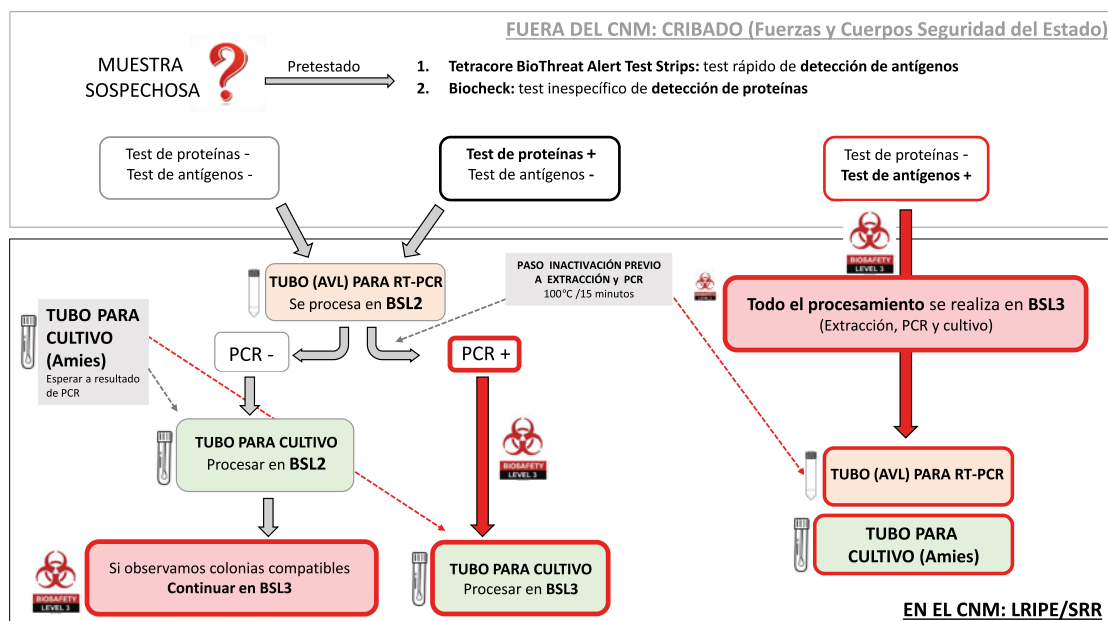 FUERA DEL CNM: CRIBADO (Fuerzas y Cuerpos Seguridad del Estado)
MUESTRA
SOSPECHOSA
Pretestado
1. Tetracore BioThreat Alert Test Strips: test rápido de detección de antígenos
2. Biocheck: test inespecífico de detección de proteínas
Test de proteínas -
Test de antígenos -
Test de proteínas +
Test de antígenos -
Test de proteínas -
Test de antígenos +
BIOSAFETY
LEVEL 3
TUBO (AVL) PARA RT-PCR
Se procesa en BSL2
PASO INACTIVACIÓN PREVIO
A EXTRACCIÓN y PCR
100°C /15 minutos
Todo el procesamiento se realiza en BSL3
(Extracción, PCR y cultivo)
TUBO PARA
CULTIVO
(Amies)
Esperar a resultado
de PCR
PCR -
PCR +
TUBO PARA CULTIVO
Procesar en BSL2
BIOSAFETY
LEVEL 3
TUBO (AVL) PARA RT-PCR
TUBO PARA
CULTIVO (Amies)
BIOSAFETY
LEVEL 3
Si observamos colonias compatibles
Continuar en BSL3
TUBO PARA CULTIVO
Procesar en BSL3
EN EL CNM: LRIPE/SRR